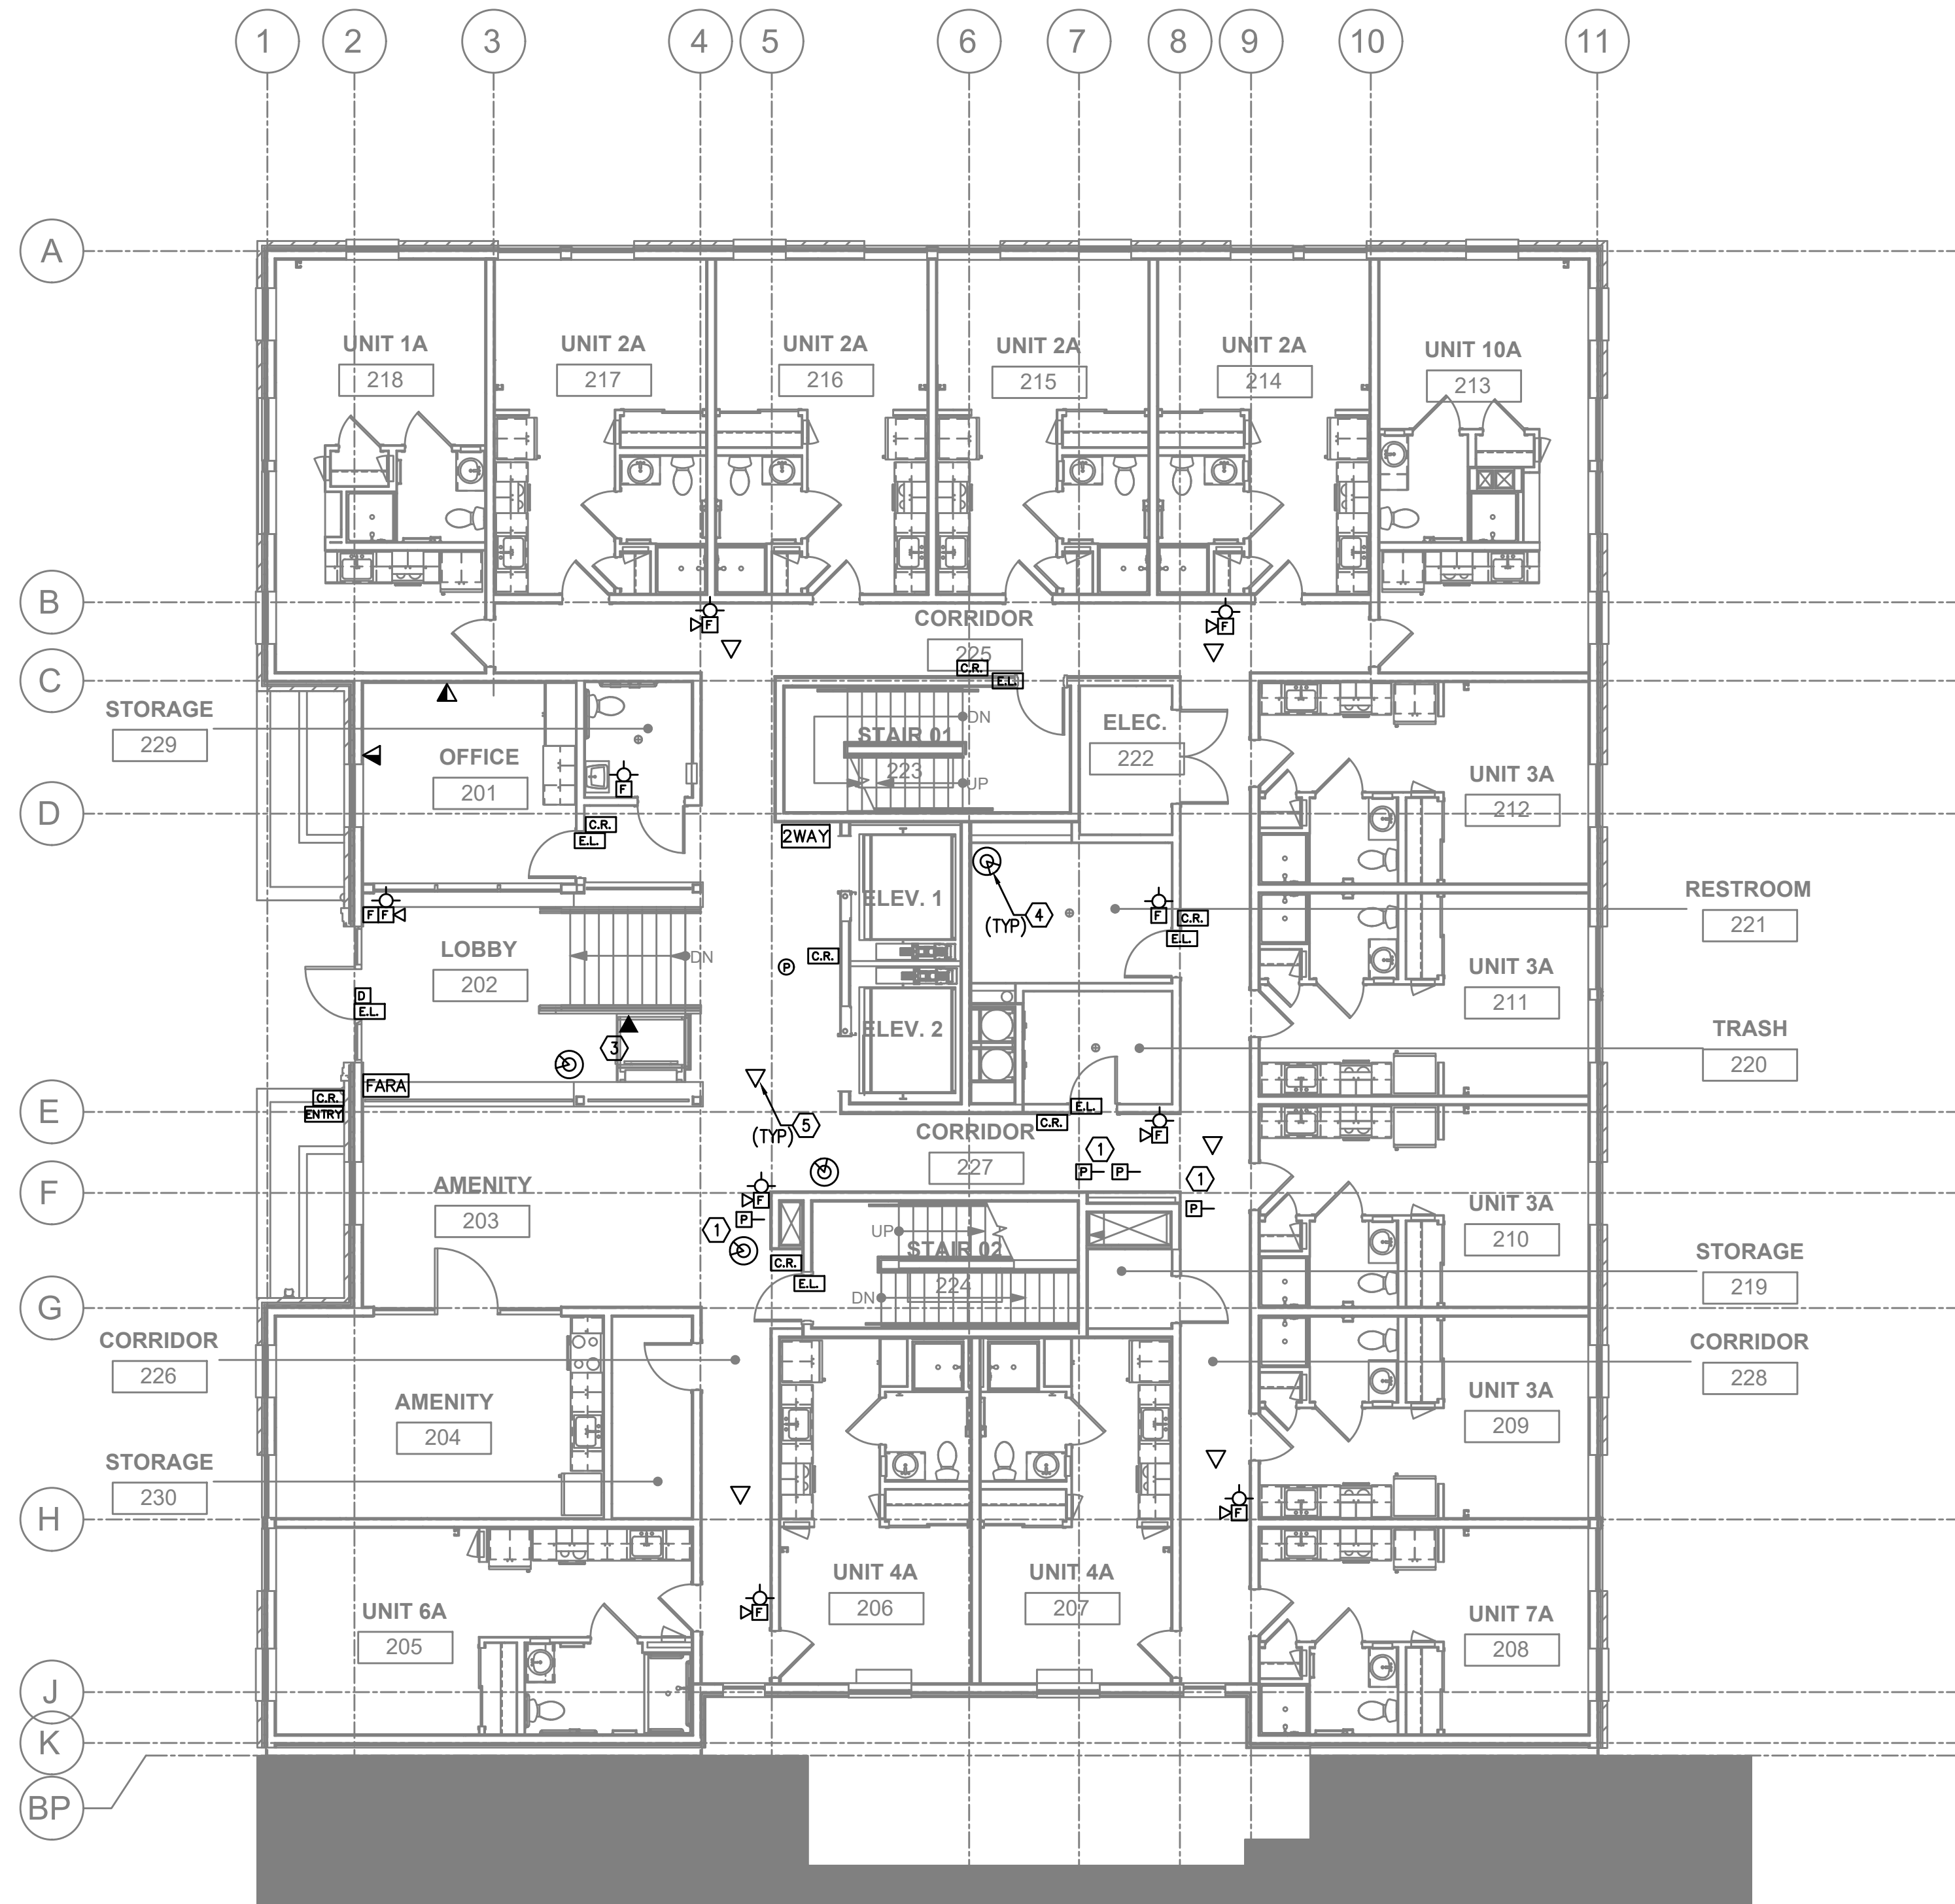 1 2 3 4 5 6 7 8 9 10 11
A
UNIT 1A
218
UNIT 2A
217
UNIT 2A
216
UNIT 2A
215
UNIT 2A
214
UNIT 10A
213
B
F
F
CORRIDOR
225
C.R.
E.L.
C
STORAGE
229
OFFICE
201
F
C.R.
E.L.
DN
STAIR 01
223
UP
ELEC.
222
UNIT 3A
212
D
2WAY
ELEV. 1
4
(TYP)
F
C.R.
E.L.
RESTROOM
221
F F
LOBBY
202
DN
C.R.
P
UNIT 3A
211
D
E.L.
ELEV. 2
TRASH
220
3
FARA
C.R.
ENTRY
E
E.L.
C.R.
5
(TYP)
CORRIDOR
227
F
1
P P
1
P
F
AMENITY
203
F
P
1
C.R.
E.L.
UP
STAIR 02
224
DN
UNIT 3A
210
STORAGE
219
G
CORRIDOR
226
CORRIDOR
228
AMENITY
204
UNIT 3A
209
STORAGE
230
F
H
UNIT 6A
205
F
UNIT 4A
206
UNIT 4A
207
UNIT 7A
208
J
K
BP